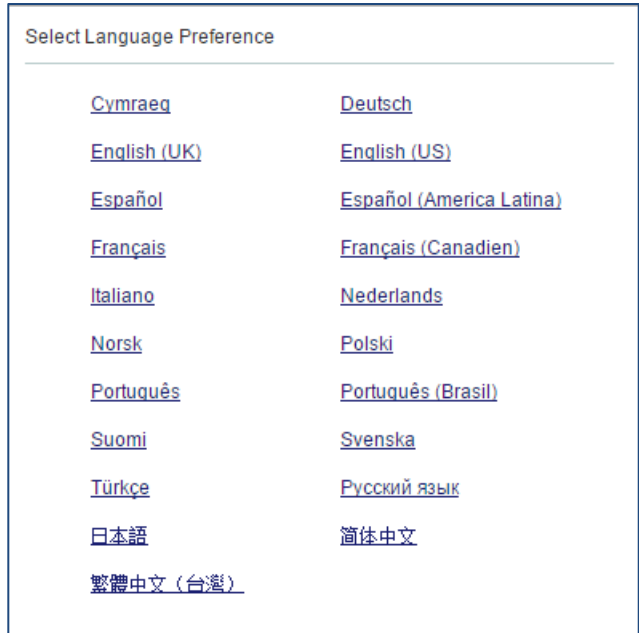 Select Language Preference
Cymraeg Deutsch
English (UK) English (US)
Español Español (America Latina)
Français Français (Canadien)
Italiano Nederlands
Norsk Polski
Português Português (Brasil)
Suomi Svenska
Türkçe Русский язык
日本語 简体中文
繁體中文（台灣）